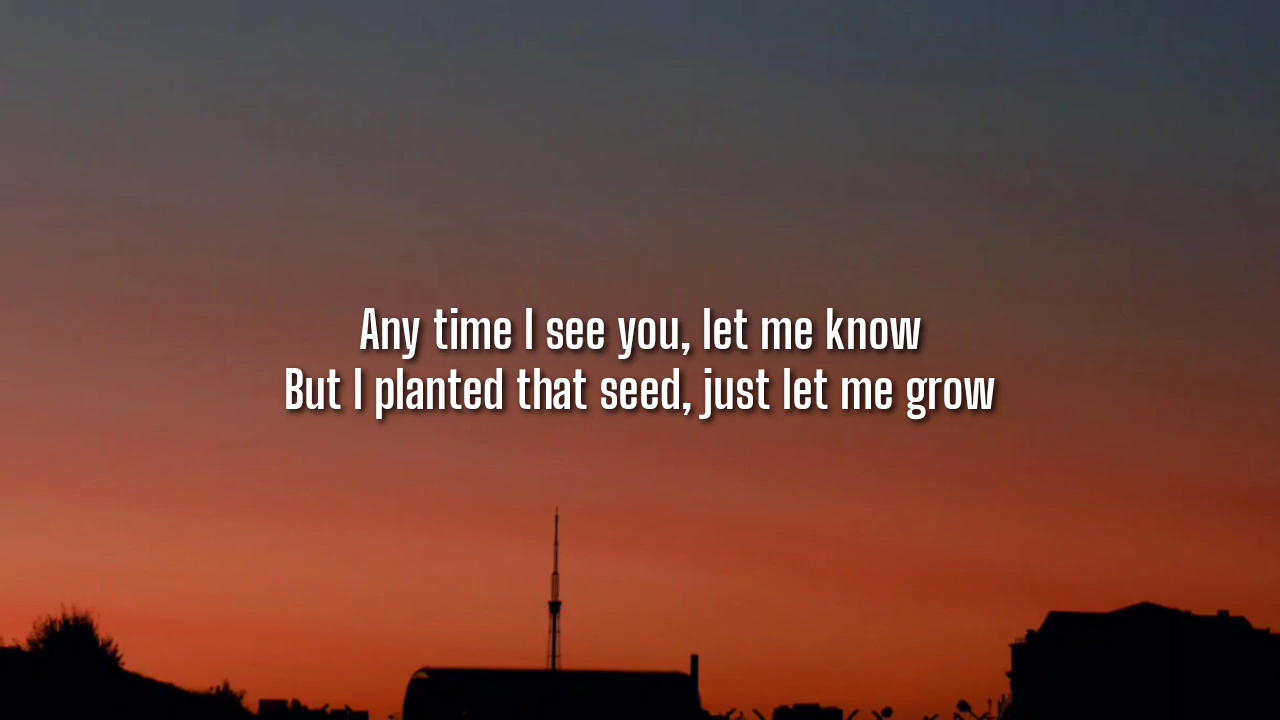 Any time I see you, let me know
But I planted that seed, just let me grow